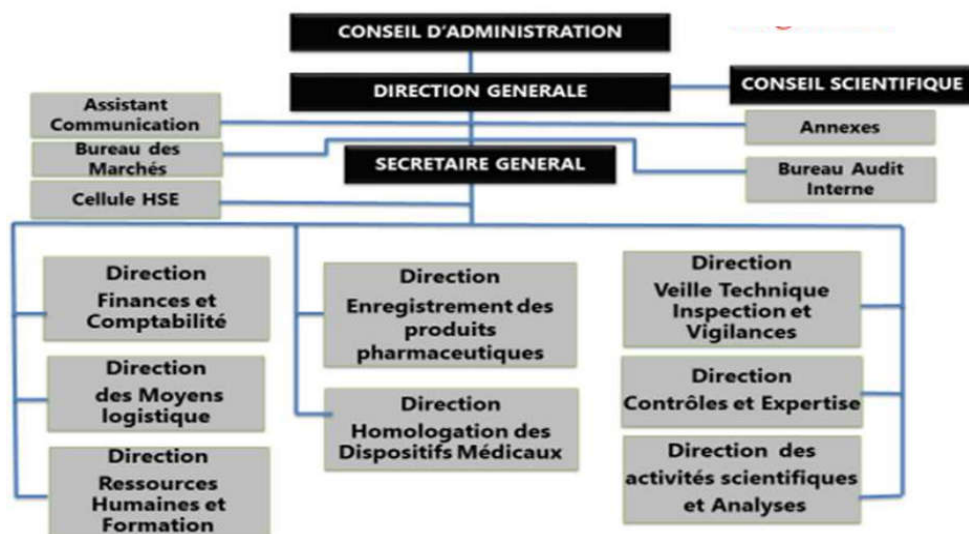 CONSEIL D'ADMINISTRATION
DIRECTION GENERALE
CONSEIL SCIENTIFIQUE
Assistant
Communication
Annexes
Bureau des
Marchés
SECRETAIRE GENERAL
Bureau Audit
Interne
Cellule HSE
Direction
Finances et
Comptabilité
Direction
Enregistrement des
produits
pharmaceutiques
Direction
Veille Technique
Inspection et
Vigilances
Direction
des Moyens
logistique
Direction
Homologation des
Dispositifs Médicaux
Direction
Contrôles et Expertise
Direction
Ressources
Humaines et
Formation
Direction des
activités scientifiques
et Analyses